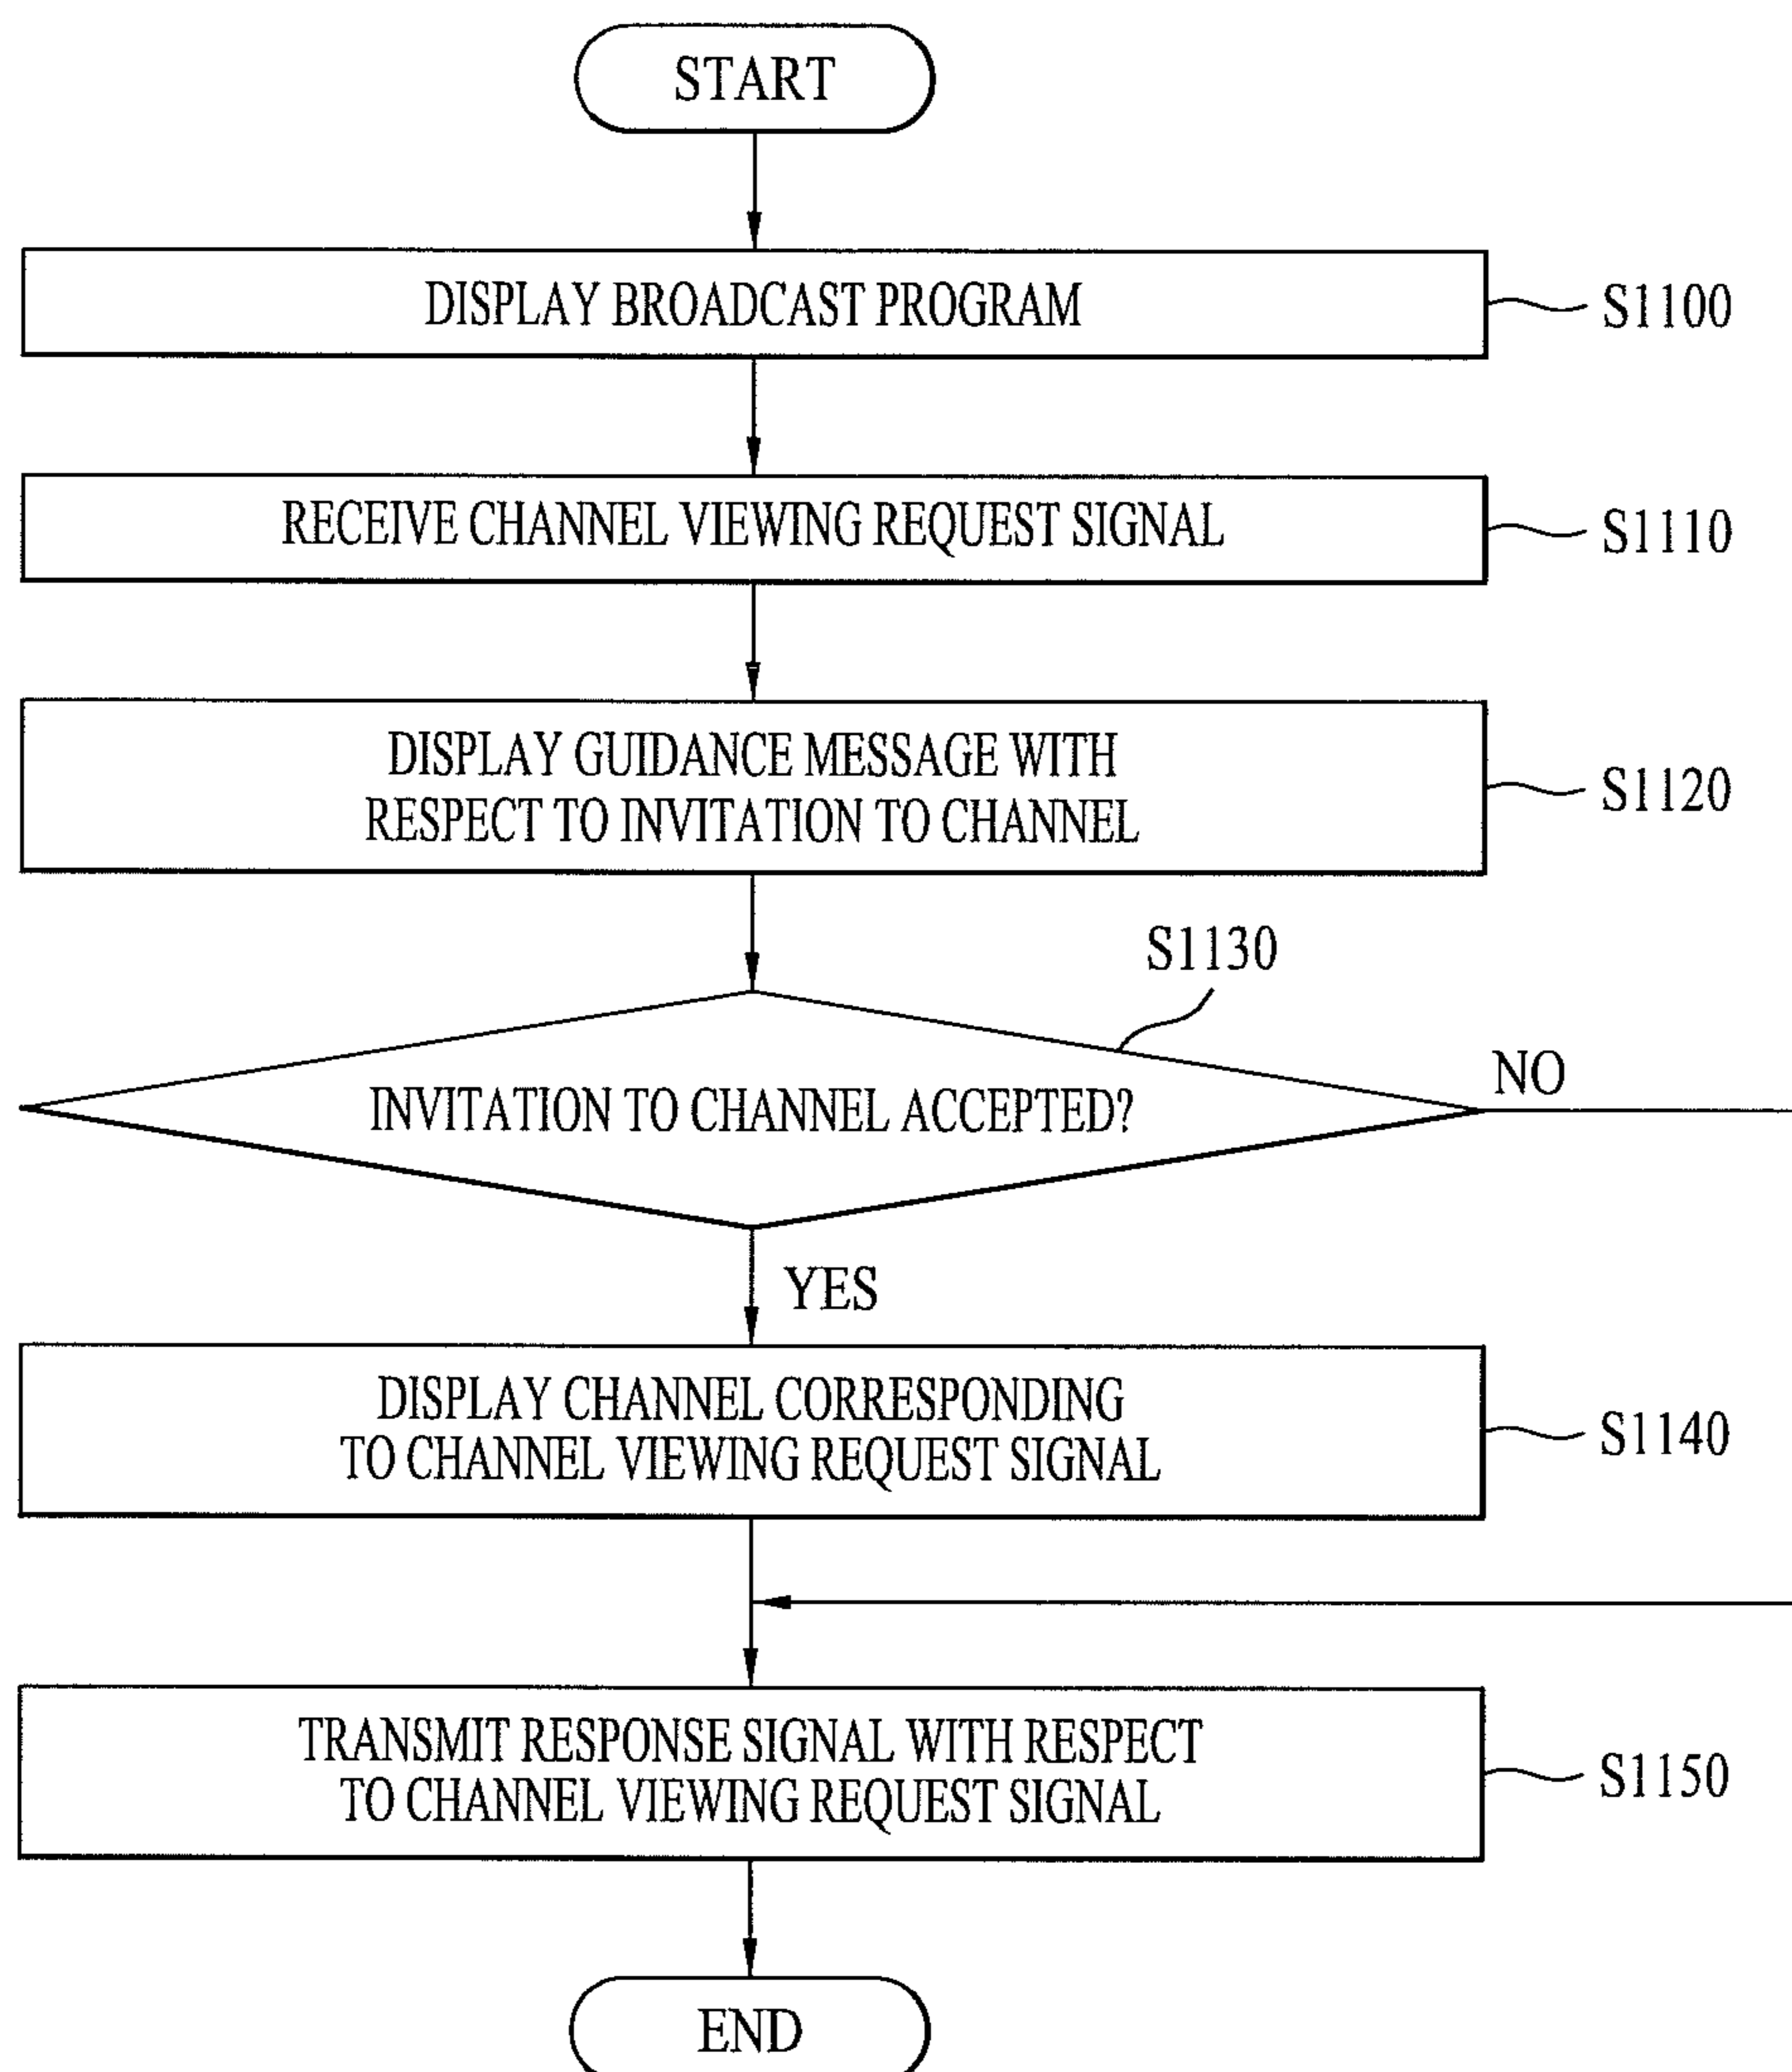 START
DISPLAY BROADCAST PROGRAM
S1100
RECEIVE CHANNEL VIEWING REQUEST SIGNAL
S1110
DISPLAY GUIDANCE MESSAGE WITH
RESPECT TO INVITATION TO CHANNEL
S1120
S1130
INVITATION TO CHANNEL ACCEPTED?
NO
YES
DISPLAY CHANNEL CORRESPONDING
TO CHANNEL VIEWING REQUEST SIGNAL
S1140
TRANSMIT RESPONSE SIGNAL WITH RESPECT
TO CHANNEL VIEWING REQUEST SIGNAL
S1150
END